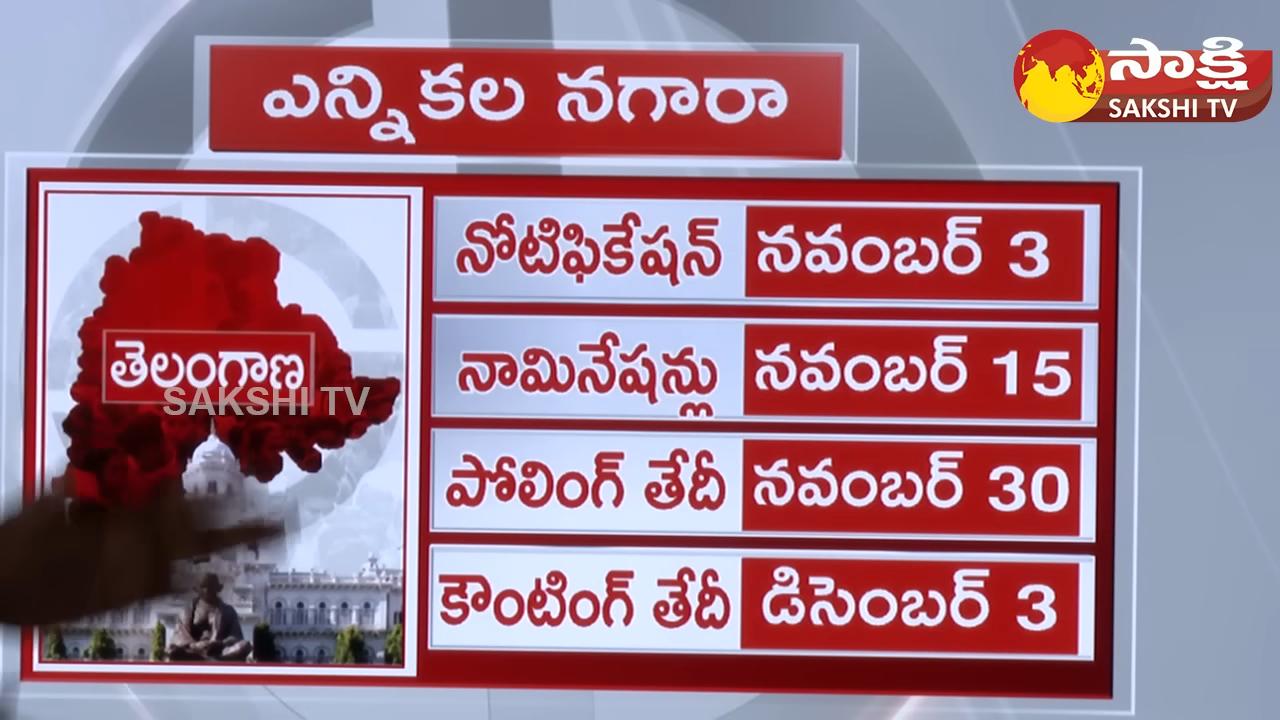 ఎన్నికల నగారా
సాక్షి
SAKSHI TV
తెలంగాణ
SAKSHI TV
నోటిఫికేషన్ నవంబర్ 3
నామినేషన్లు నవంబర్ 15
పోలింగ్ తేదీ నవంబర్ 30
కౌంటింగ్ తేదీ డిసెంబర్ 3